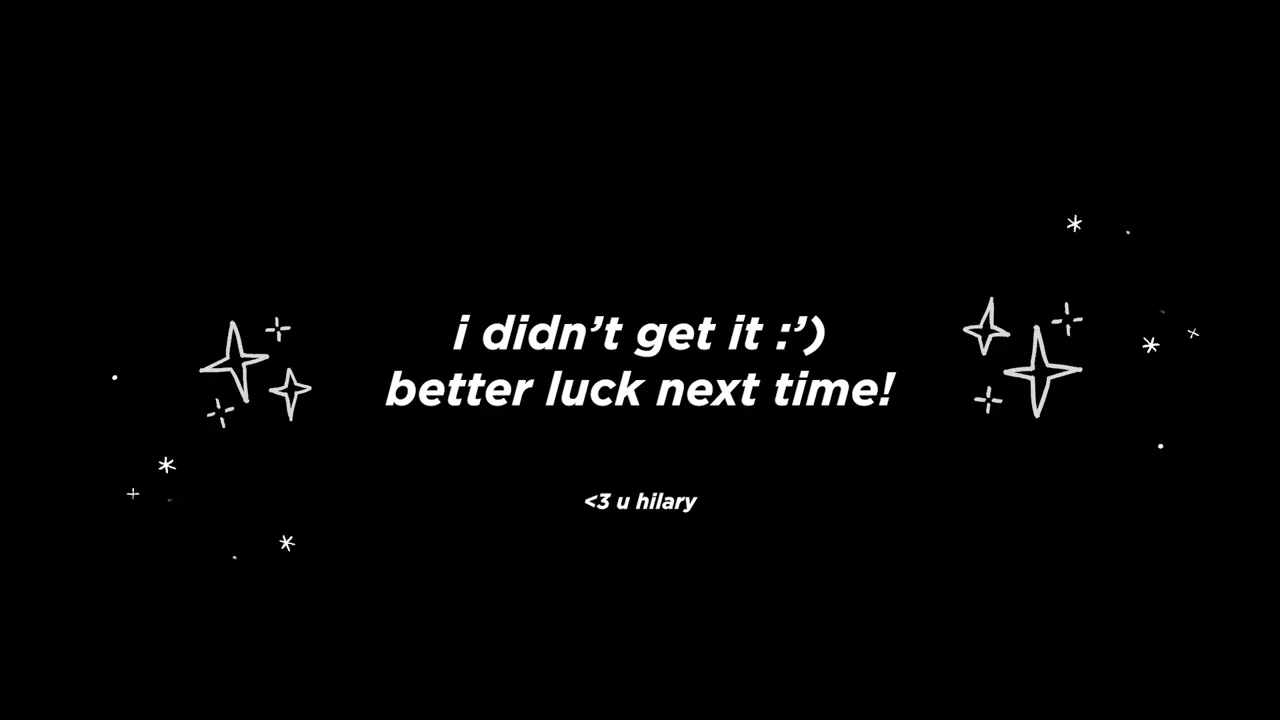 i didn’t get it :’)
better luck next time!
<3 u hilary